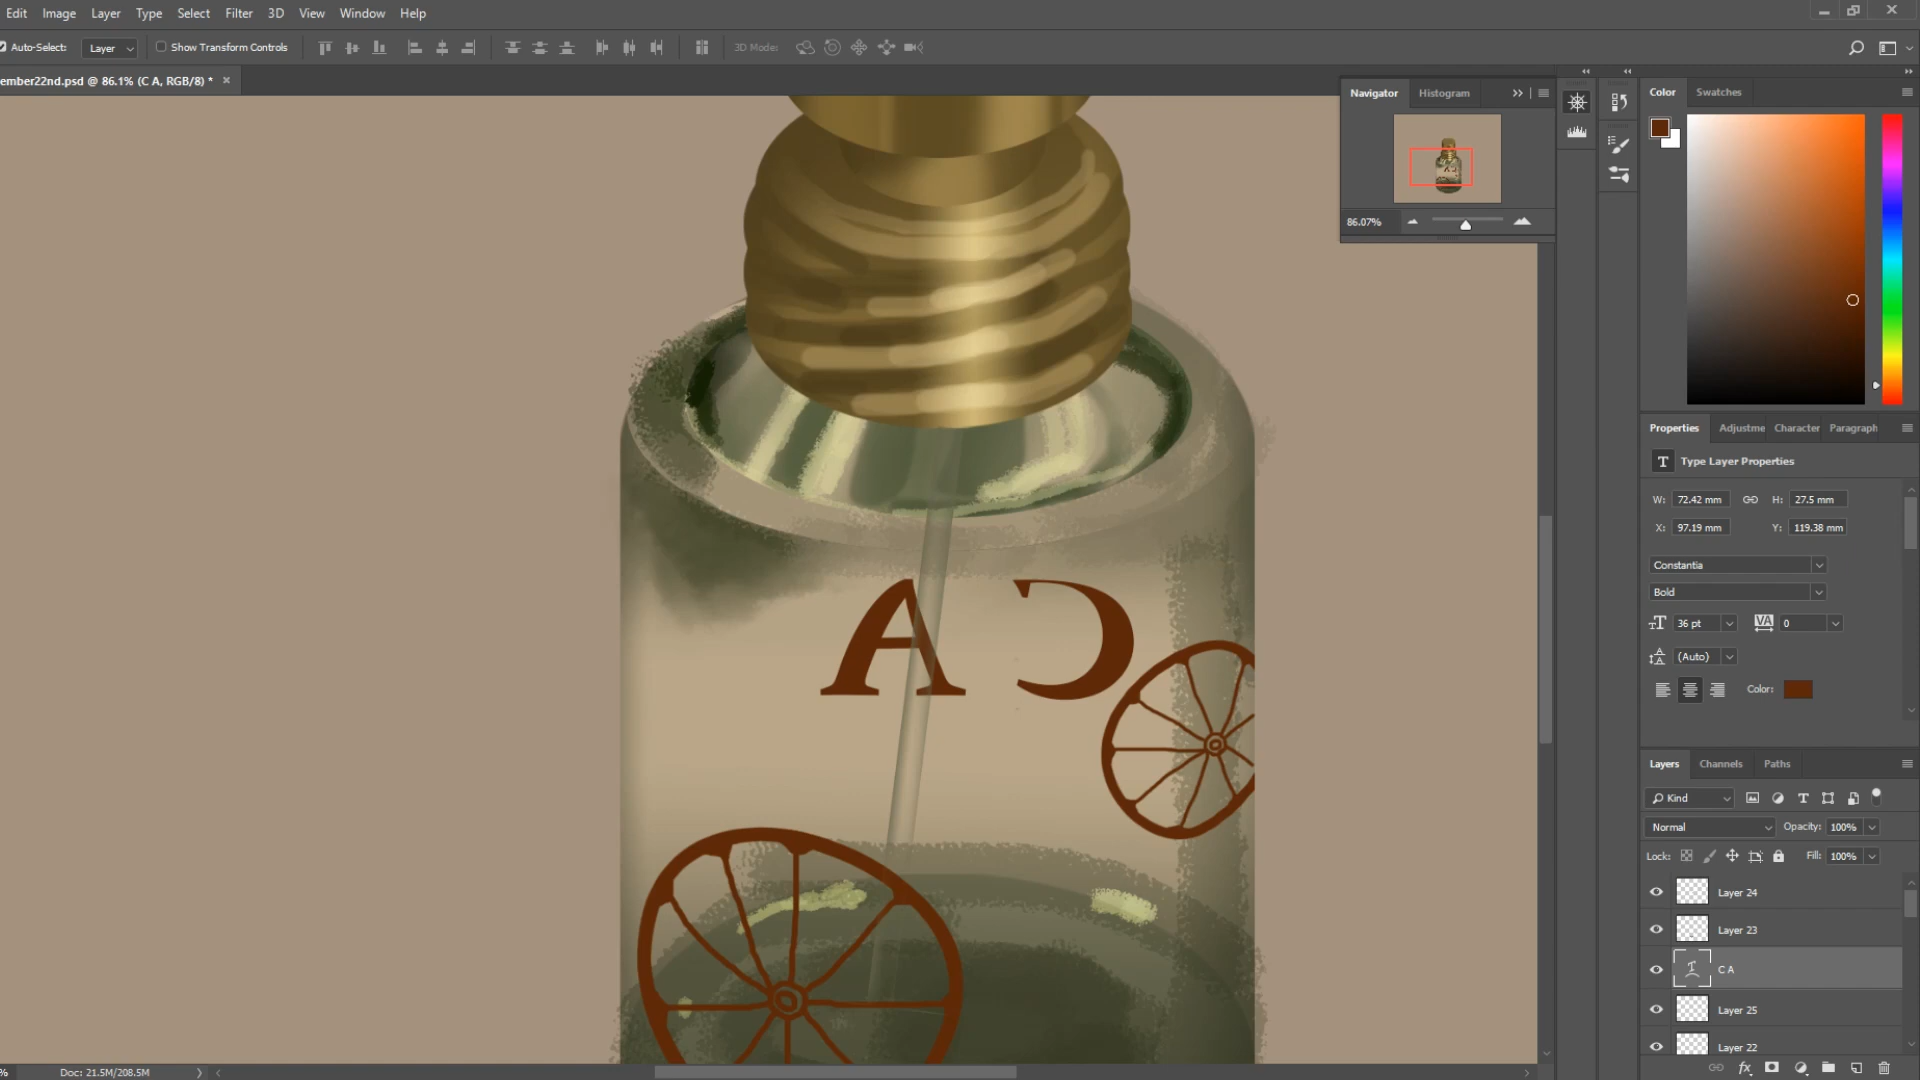 Edit Image Layer Type Select Filter 3D View Window Help
Auto-Select: Layer Show Transform Controls 3D Mode:
ember22nd.psd @ 86.1% (C A, RGB/8) * ×
Navigator Histogram
86.07%
Color Swatches
Properties Adjustme Character Paragraph
T Type Layer Properties
W: 72.42 mm H: 27.5 mm
X: 97.19 mm Y: 119.38 mm
Constantia
Bold
36 pt VA 0
(Auto)
Color:
A C
Layers Channels Paths
Kind
Normal Opacity: 100%
Lock: Fill: 100%
Layer 24
Layer 23
C A
Layer 25
Layer 22
% Doc: 21.5M/208.5M